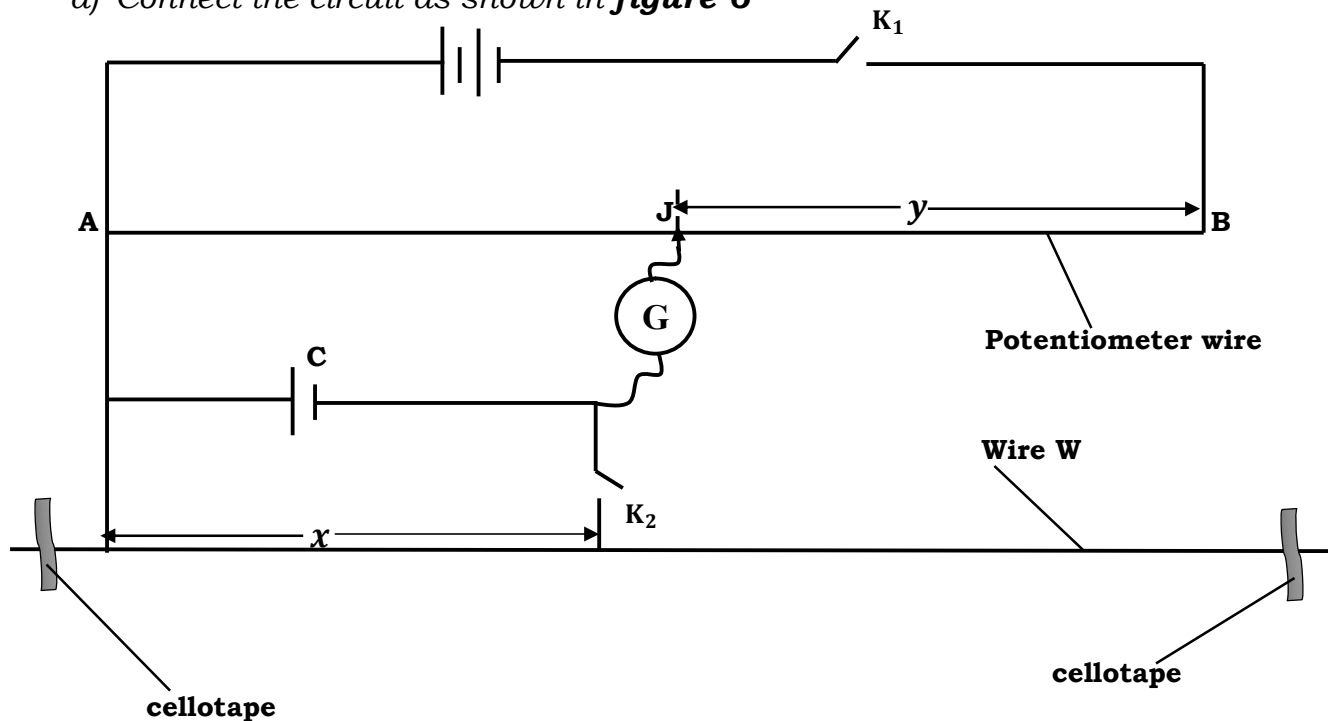 a) Connect the circuit as shown in figure 6
K₁
J
y
A
B
G
Potentiometer wire
C
Wire W
K₂
x
cellotape
cellotape